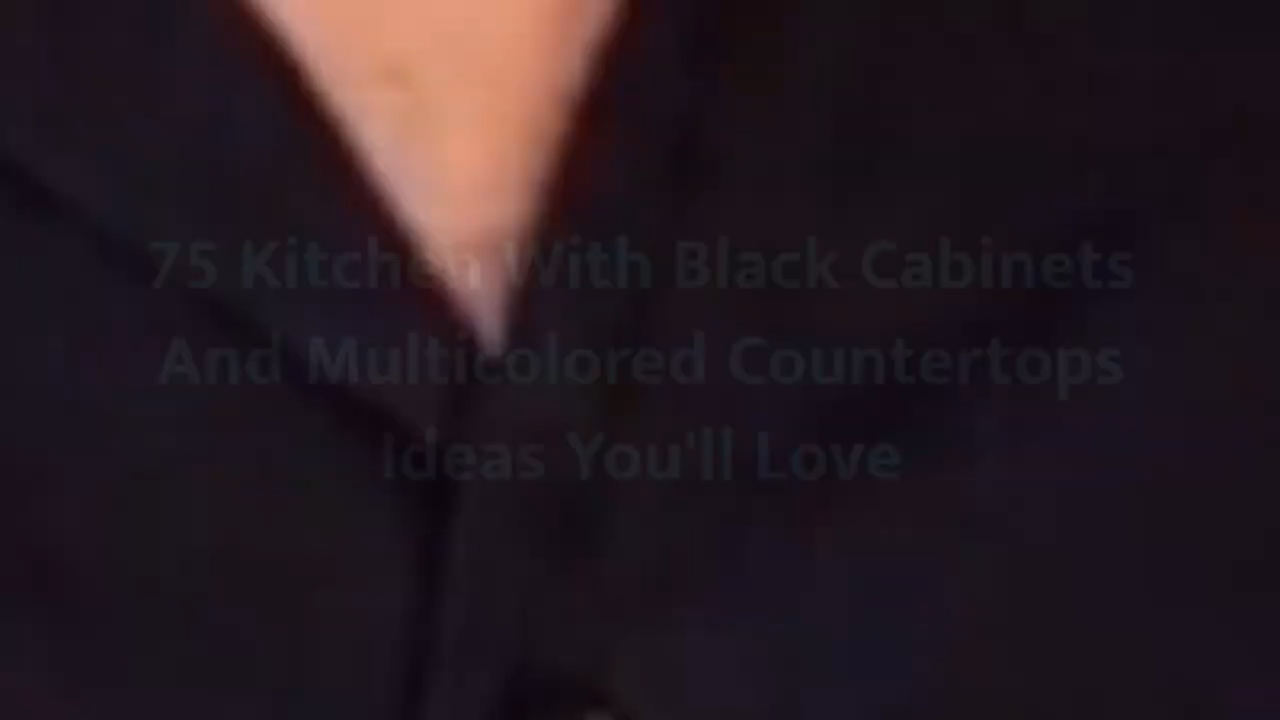 75 Kitchen With Black Cabinets
And Multicolored Countertops
Ideas You'll Love